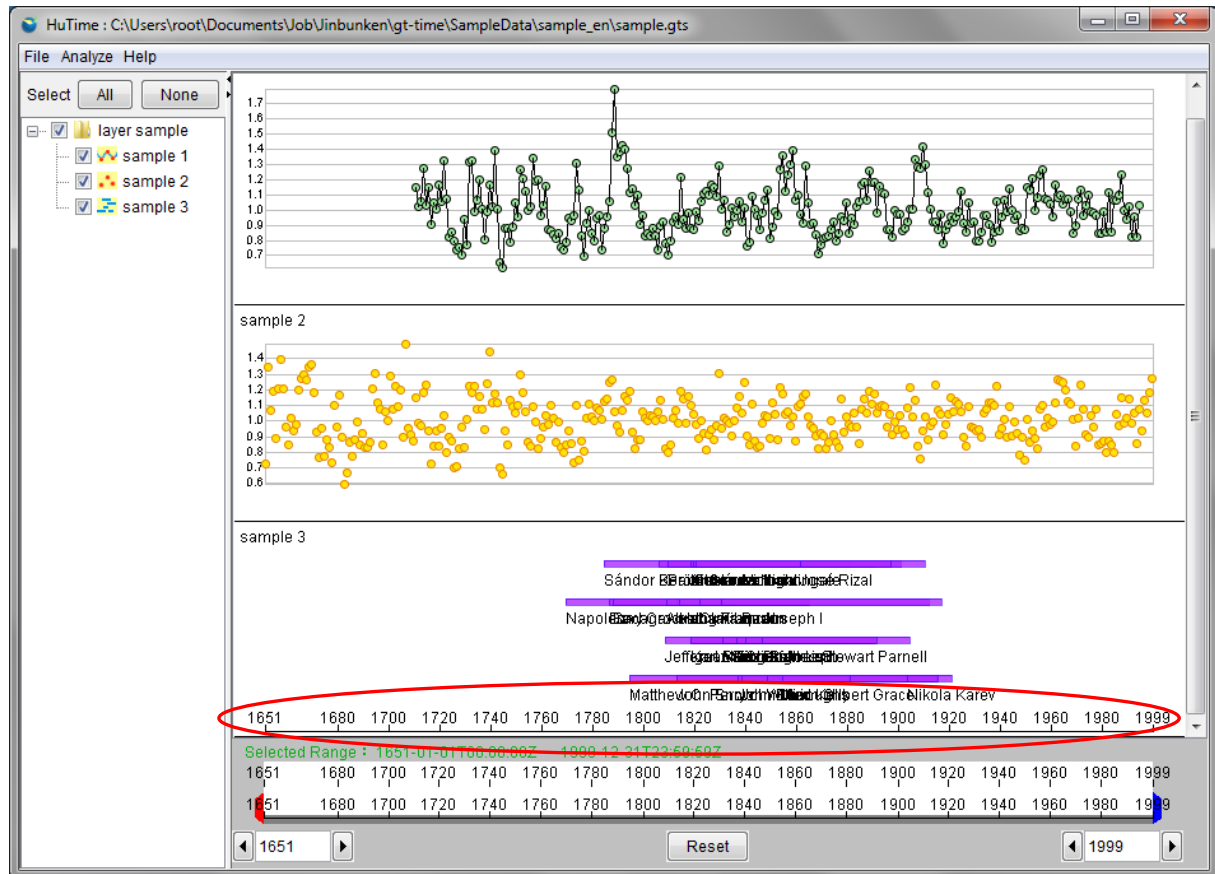 HuTime : C:\Users\root\Documents\Job\Jinbunken\gt-time\SampleData\sample_en\sample.gts
File Analyze Help
Select All None
layer sample
sample 1
sample 2
sample 3
1.7
1.6
1.5
1.4
1.3
1.2
1.1
1.0
0.9
0.8
0.7
sample 2
1.4
1.3
1.2
1.1
1.0
0.9
0.8
0.7
0.6
sample 3
Sándor José Rizal
Joseph I
Stewart Parnell
Matthew Gilbert Grace Nikola Karev
1651 1680 1700 1720 1740 1760 1780 1800 1820 1840 1860 1880 1900 1920 1940 1960 1980 1999
Selected Range : 1651-01-01T00:00:00Z 1999-12-31T23:59:59Z
1651 1680 1700 1720 1740 1760 1780 1800 1820 1840 1860 1880 1900 1920 1940 1960 1980 1999
1651 1680 1700 1720 1740 1760 1780 1800 1820 1840 1860 1880 1900 1920 1940 1960 1980 1999
1651 Reset 1999